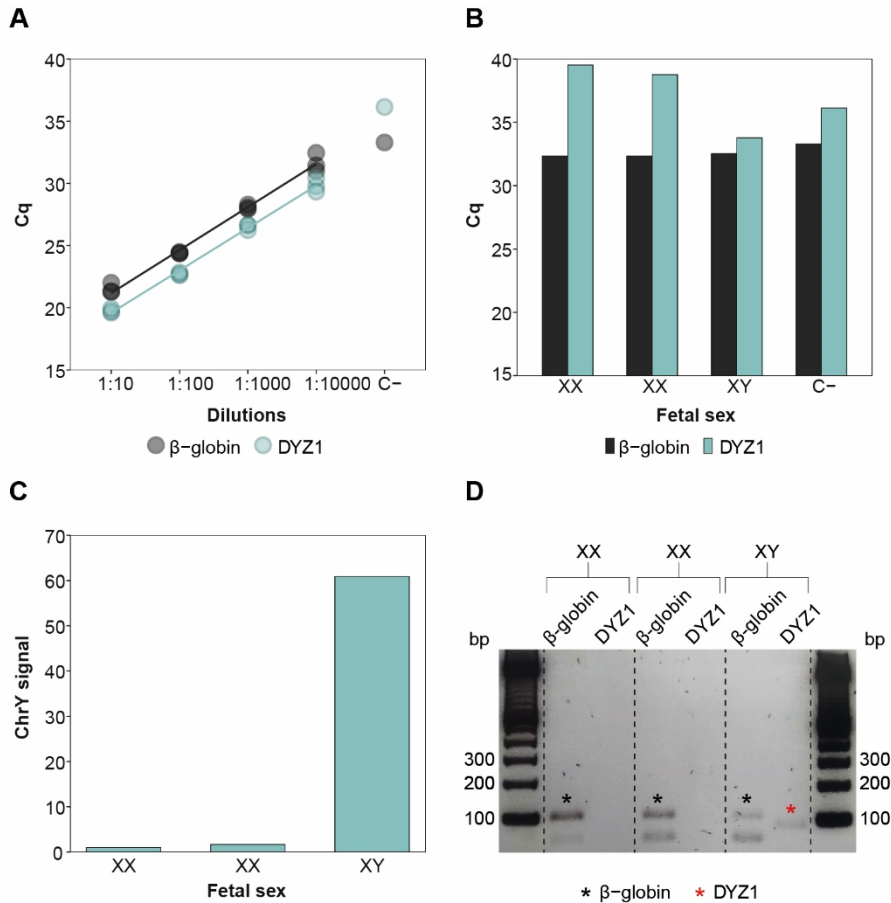 A
Cq
40
35
30
25
20
15
1:10 1:100 1:1000 1:10000 C−
Dilutions
β−globin DYZ1
B
Cq
40
35
30
25
20
15
XX XX XY C−
Fetal sex
β−globin DYZ1
C
ChrY signal
70
60
50
40
30
20
10
0
XX XX XY
Fetal sex
D
XX XX XY
bp β-globin DYZ1 β-globin DYZ1 β-globin DYZ1 bp
300 300
200 200
* * * *
100 100
* β-globin * DYZ1